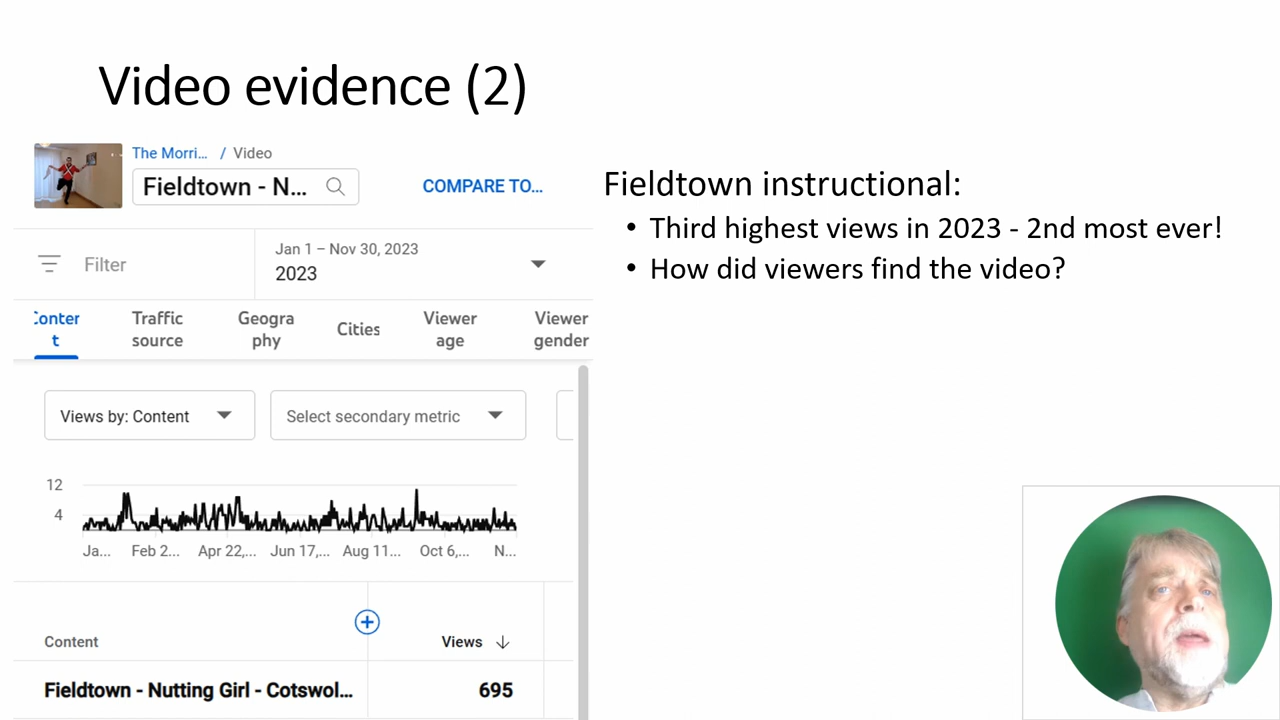 Video evidence (2)
The Morri... / Video
Fieldtown - N...
COMPARE TO...
Filter
Jan 1 – Nov 30, 2023
2023
Conter
t
Traffic
source
Geogra
phy
Cities
Viewer
age
Viewer
gender
Views by: Content
Select secondary metric
12
4
Ja... Feb 2... Apr 22,... Jun 17,... Aug 11... Oct 6,... N...
Content
Views
Fieldtown - Nutting Girl - Cotswol...
695
Fieldtown instructional:
• Third highest views in 2023 - 2nd most ever!
• How did viewers find the video?